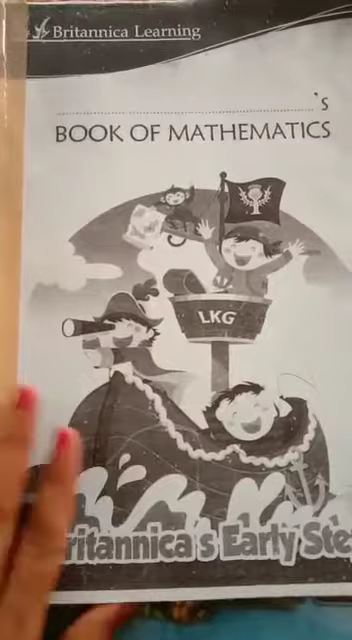 Britannica Learning
's
BOOK OF MATHEMATICS
LKG
ritannica's Early Ste